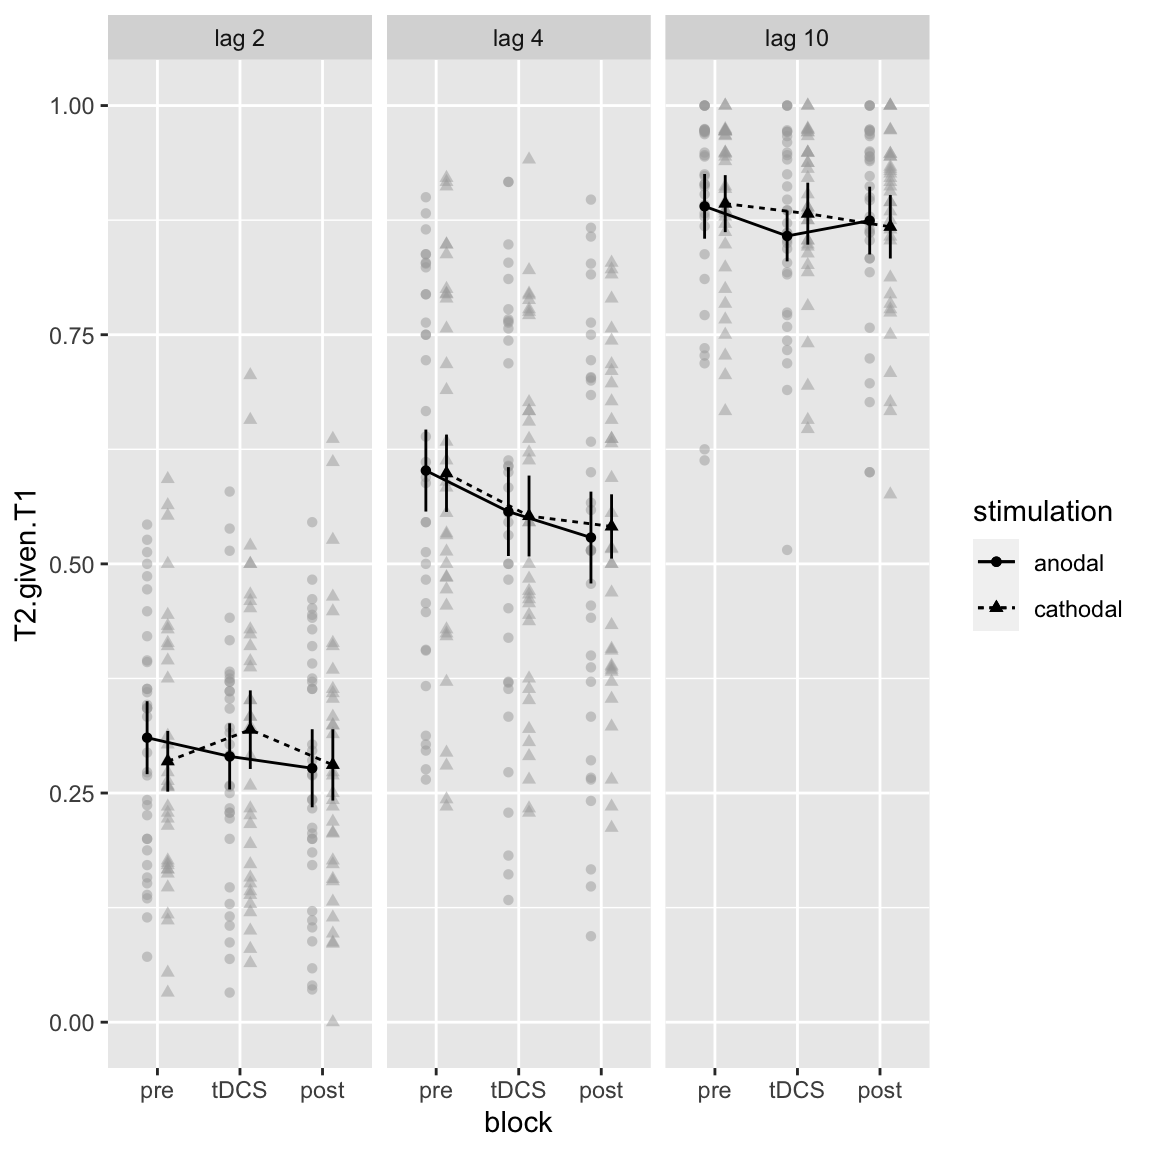 lag 2 lag 4 lag 10
1.00
0.75
0.50
0.25
0.00
T2.given.T1
pre tDCS post pre tDCS post pre tDCS post
block
stimulation
anodal
cathodal